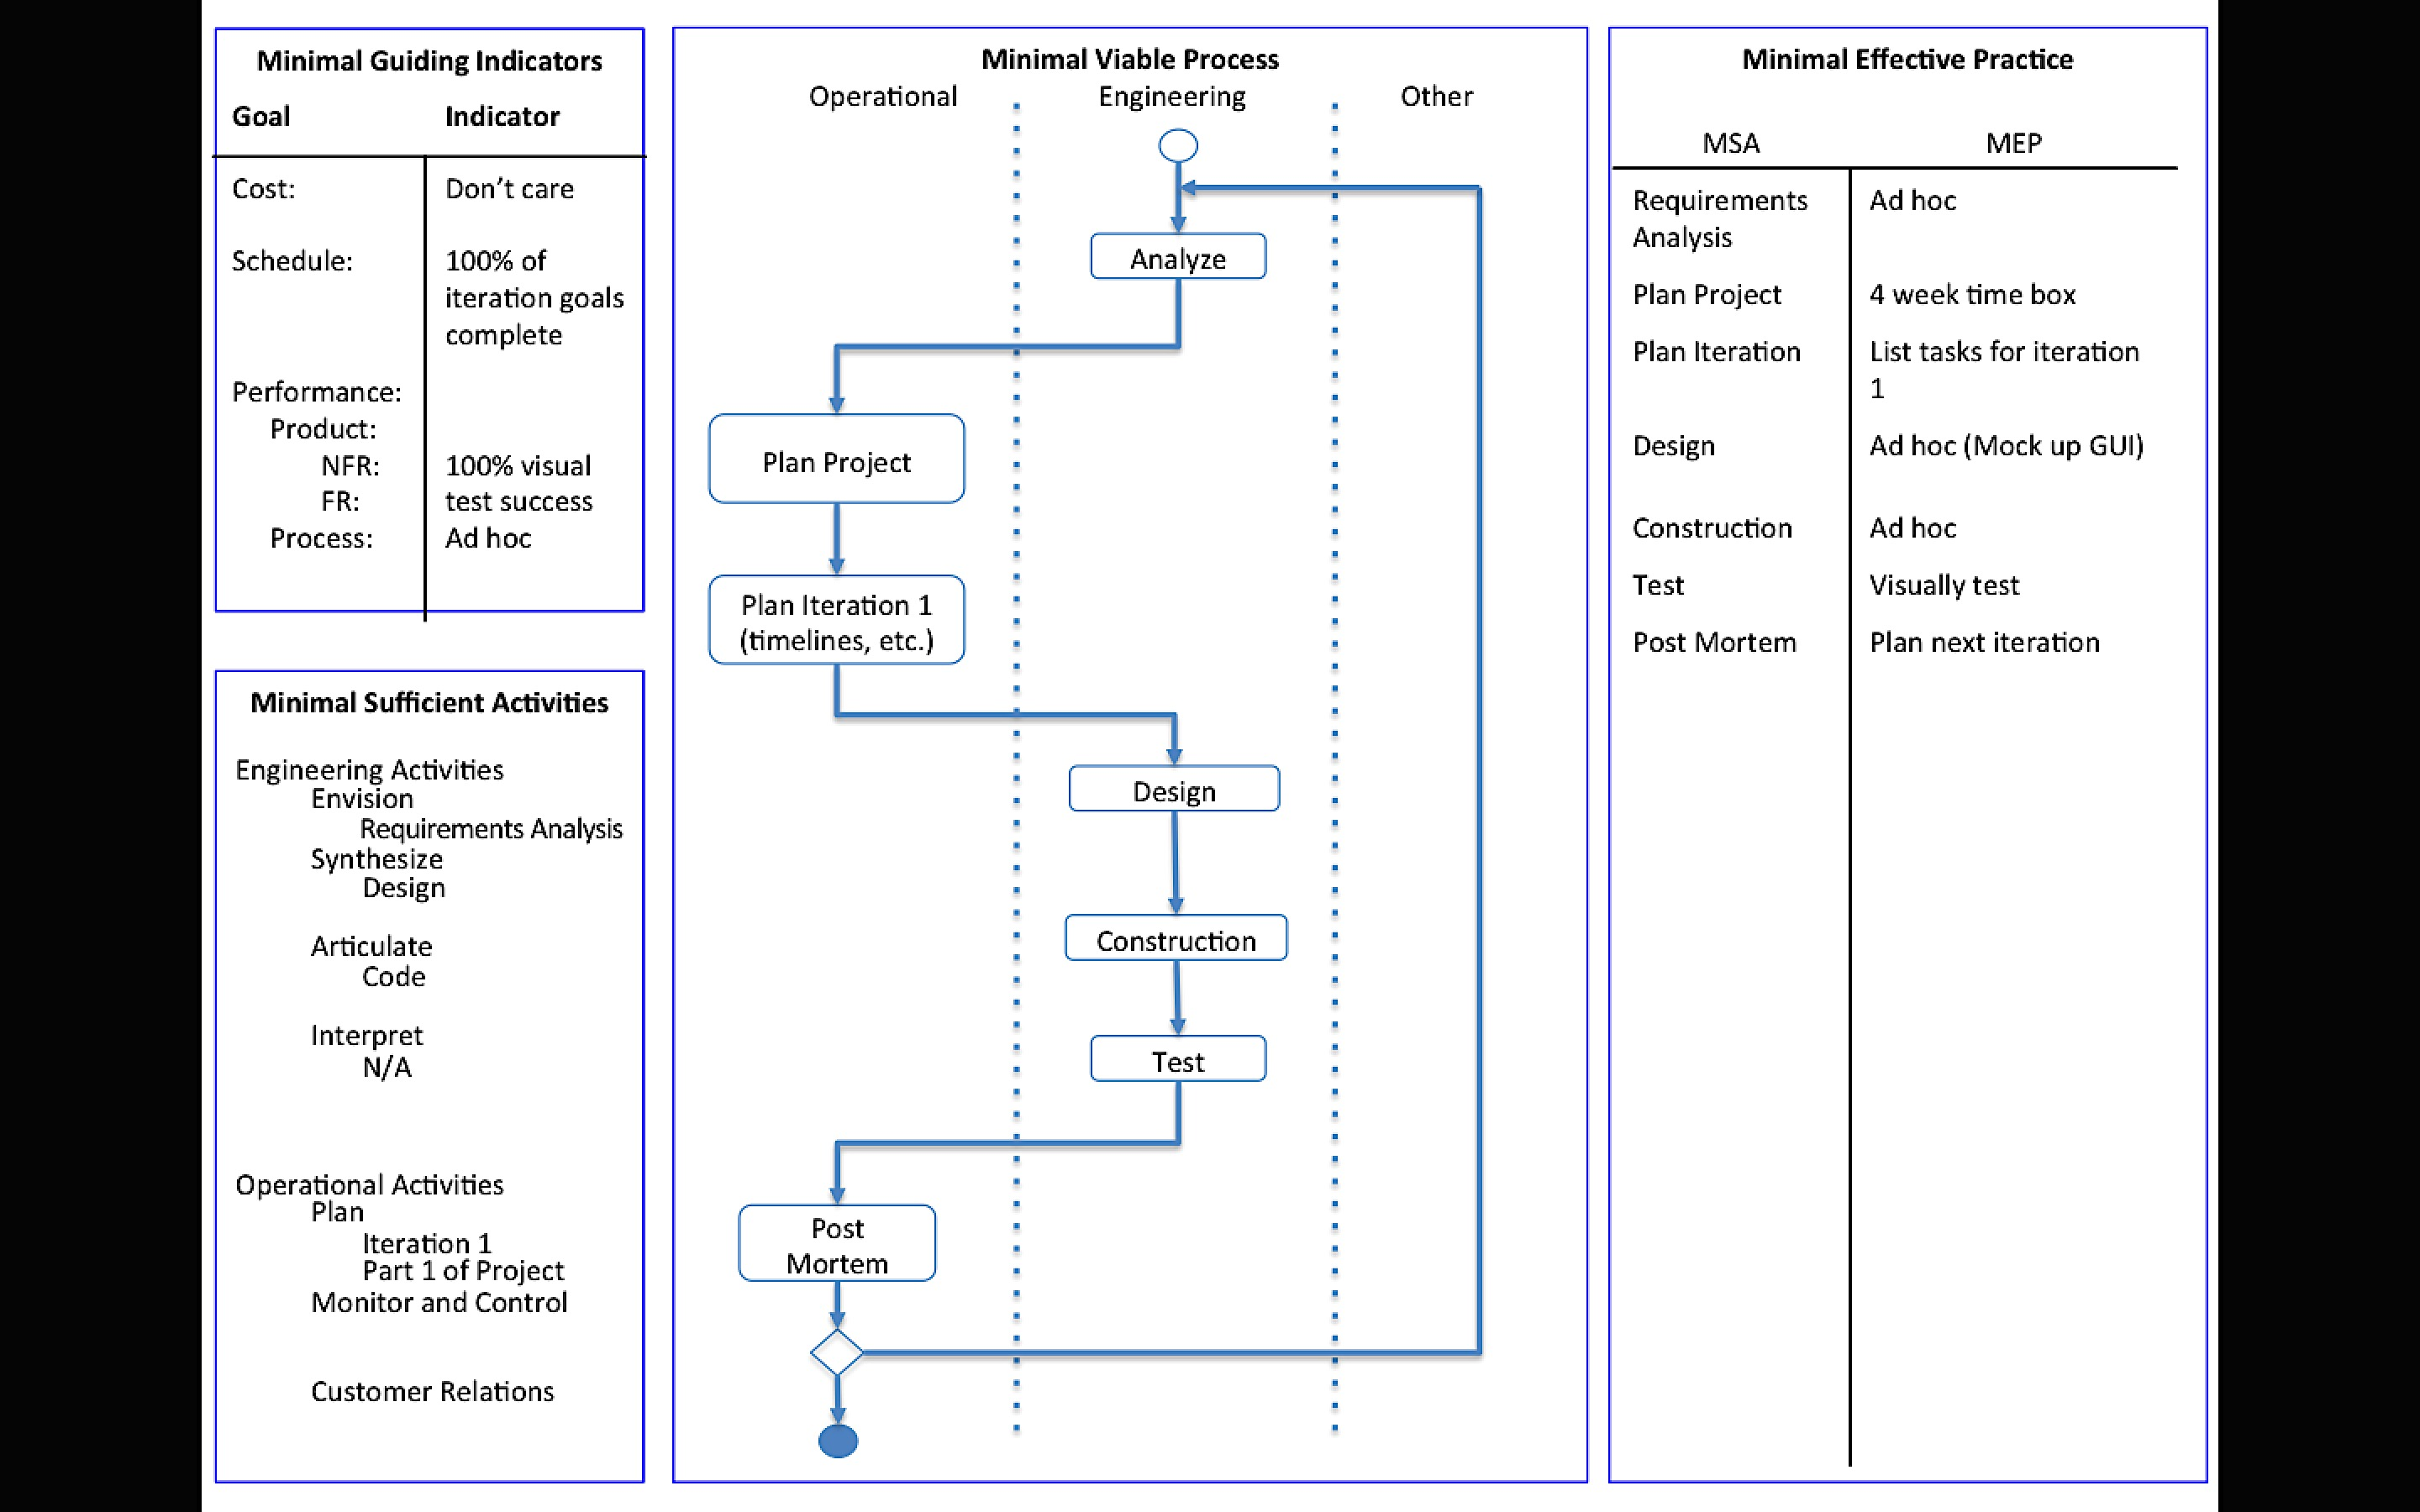 Minimal Guiding Indicators
Goal Indicator
Cost: Don't care
Schedule: 100% of
iteration goals
complete
Performance:
Product:
NFR: 100% visual
FR: test success
Process: Ad hoc
Minimal Sufficient Activities
Engineering Activities
Envision
Requirements Analysis
Synthesize
Design
Articulate
Code
Interpret
N/A
Operational Activities
Plan
Iteration 1
Part 1 of Project
Monitor and Control
Customer Relations
Minimal Viable Process
Operational Engineering Other
Analyze
Plan Project
Plan Iteration 1
(timelines, etc.)
Design
Construction
Test
Post
Mortem
Minimal Effective Practice
MSA MEP
Requirements Ad hoc
Analysis
Plan Project 4 week time box
Plan Iteration List tasks for iteration
1
Design Ad hoc (Mock up GUI)
Construction Ad hoc
Test Visually test
Post Mortem Plan next iteration